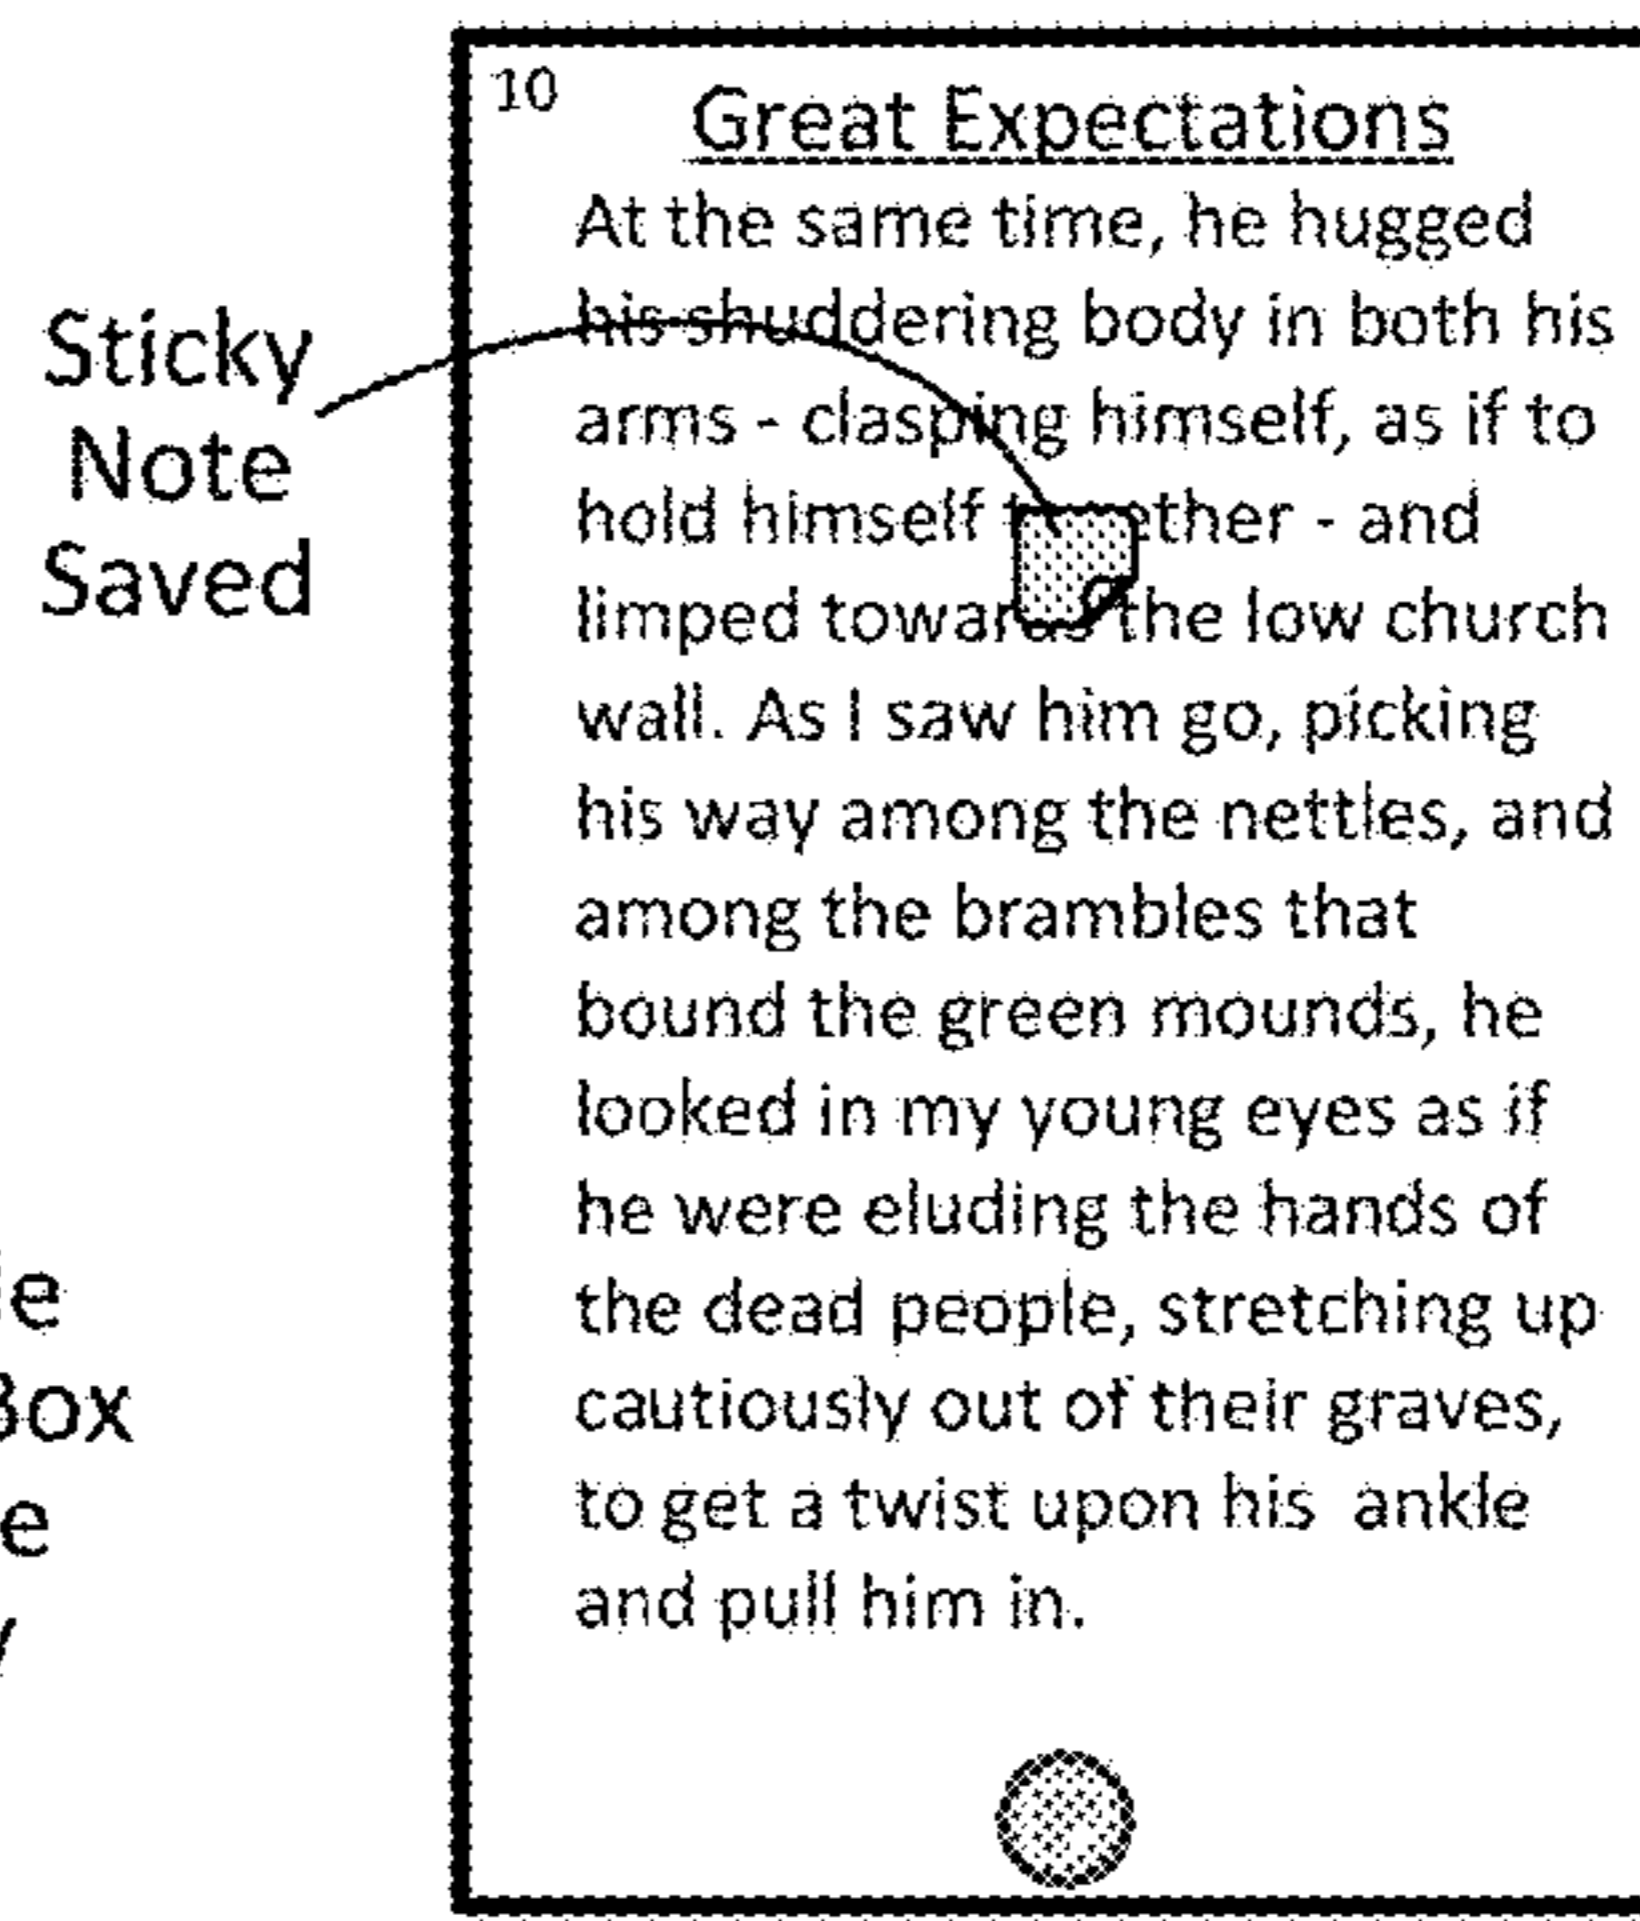 10
Great Expectations
At the same time, he hugged
his shuddering body in both his
arms - clasping himself, as if to
hold himself together - and
limped towards the low church
wall. As I saw him go, picking
his way among the nettles, and
among the brambles that
bound the green mounds, he
looked in my young eyes as if
he were eluding the hands of
the dead people, stretching up
cautiously out of their graves,
to get a twist upon his ankle
and pull him in.
Sticky
Note
Saved
Box